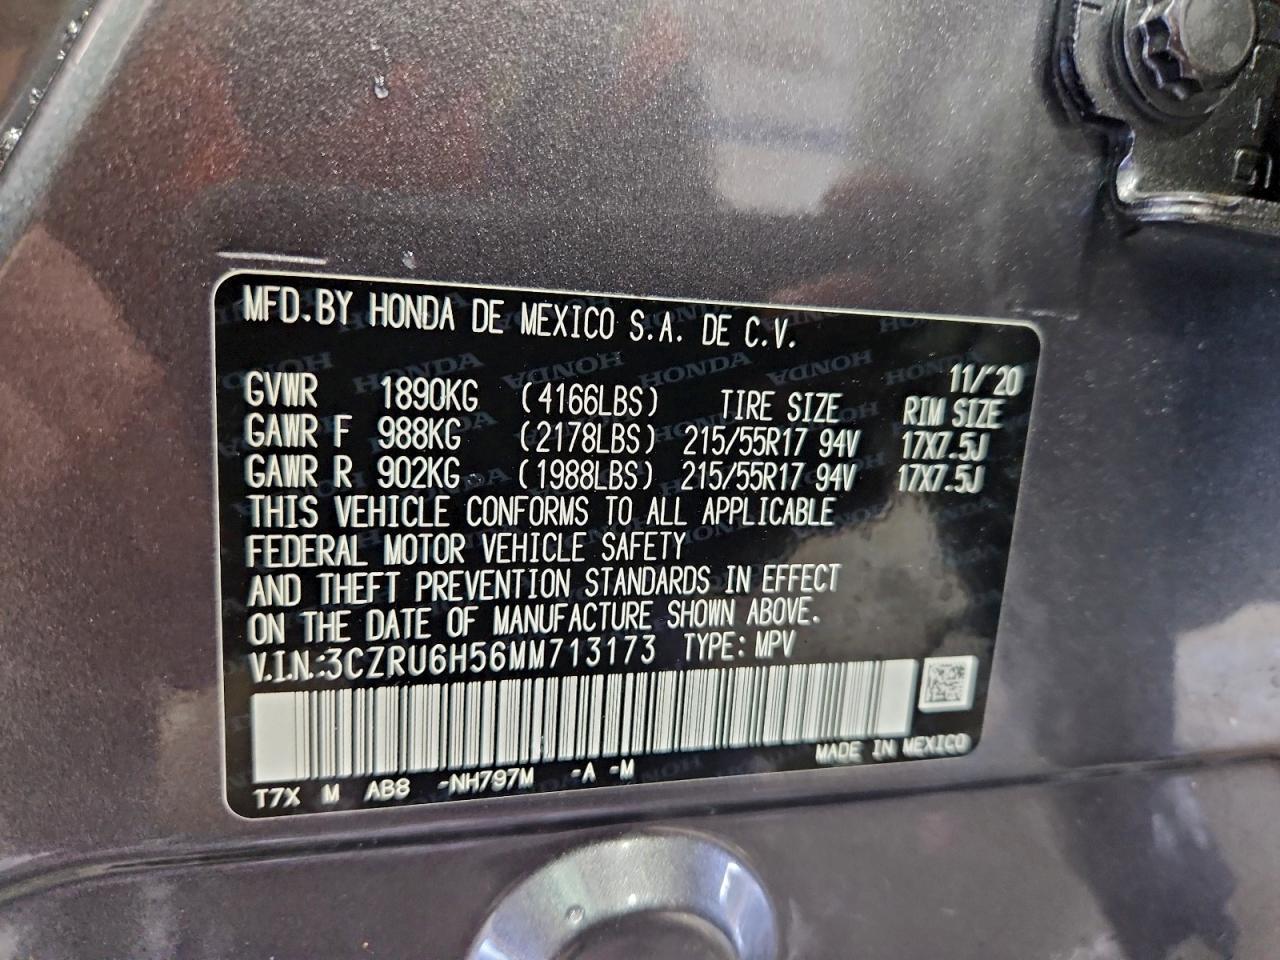 MFD.BY HONDA DE MEXICO S.A. DE C.V.
11/'20
GVWR 1890KG (4166LBS) TIRE SIZE RIM SIZE
GAWR F 988KG (2178LBS) 215/55R17 94V 17X7.5J
GAWR R 902KG (1988LBS) 215/55R17 94V 17X7.5J
THIS VEHICLE CONFORMS TO ALL APPLICABLE
FEDERAL MOTOR VEHICLE SAFETY
AND THEFT PREVENTION STANDARDS IN EFFECT
ON THE DATE OF MANUFACTURE SHOWN ABOVE.
V.I.N.:3CZRU6H56MM713173 TYPE: MPV
MADE IN MEXICO
T7X M AB8 -NH797M -A -M